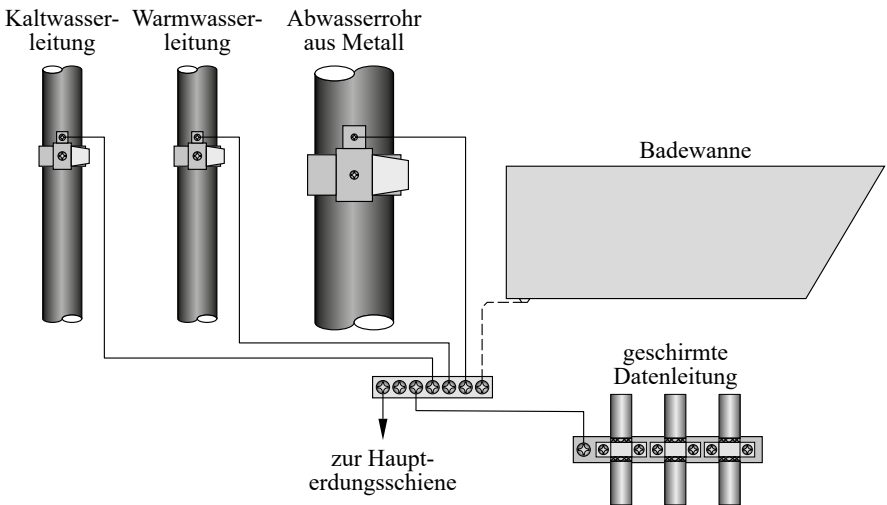 Kaltwasser-
leitung
Warmwasser-
leitung
Abwasserrohr
aus Metall
Badewanne
geschirmte
Datenleitung
zur Haupt-
erdungsschiene